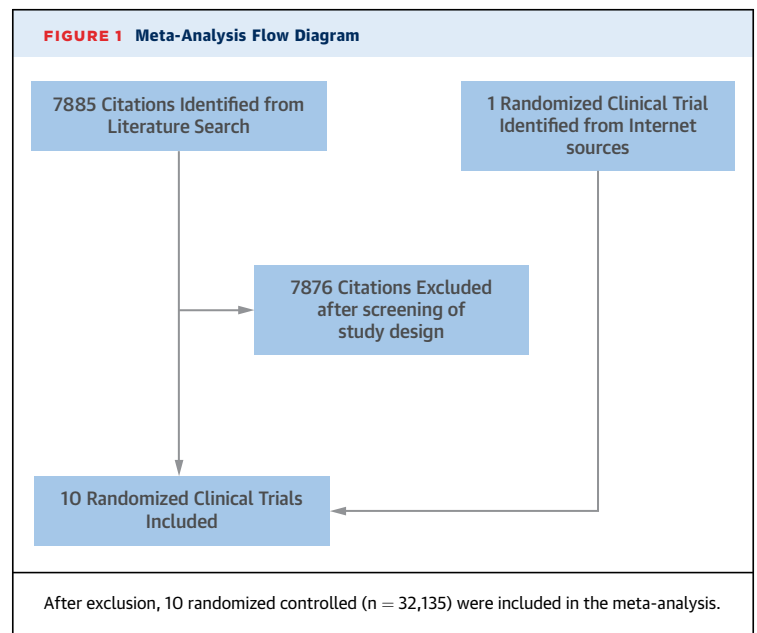 FIGURE 1 Meta-Analysis Flow Diagram
7885 Citations Identified from
Literature Search
1 Randomized Clinical Trial
Identified from Internet
sources
7876 Citations Excluded
after screening of
study design
10 Randomized Clinical Trials
Included
After exclusion, 10 randomized controlled (n = 32,135) were included in the meta-analysis.